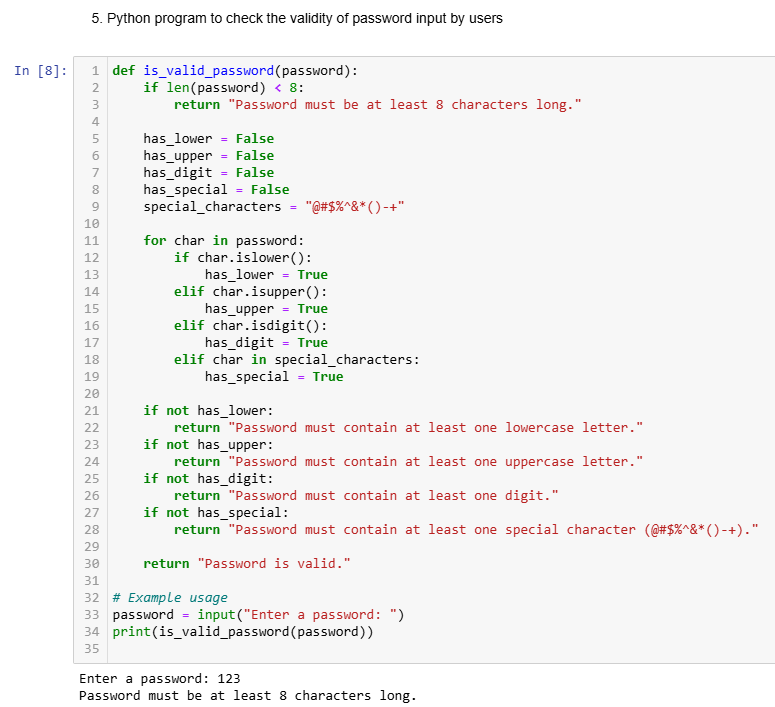 5. Python program to check the validity of password input by users
In [8]:
1 def is_valid_password(password):
2     if len(password) < 8:
3         return "Password must be at least 8 characters long."
4
5     has_lower = False
6     has_upper = False
7     has_digit = False
8     has_special = False
9     special_characters = "@#$%^&*()-+"
10
11     for char in password:
12         if char.islower():
13             has_lower = True
14         elif char.isupper():
15             has_upper = True
16         elif char.isdigit():
17             has_digit = True
18         elif char in special_characters:
19             has_special = True
20
21     if not has_lower:
22         return "Password must contain at least one lowercase letter."
23     if not has_upper:
24         return "Password must contain at least one uppercase letter."
25     if not has_digit:
26         return "Password must contain at least one digit."
27     if not has_special:
28         return "Password must contain at least one special character (@#$%^&*()-+)."
29
30     return "Password is valid."
31
32 # Example usage
33 password = input("Enter a password: ")
34 print(is_valid_password(password))
35
Enter a password: 123
Password must be at least 8 characters long.